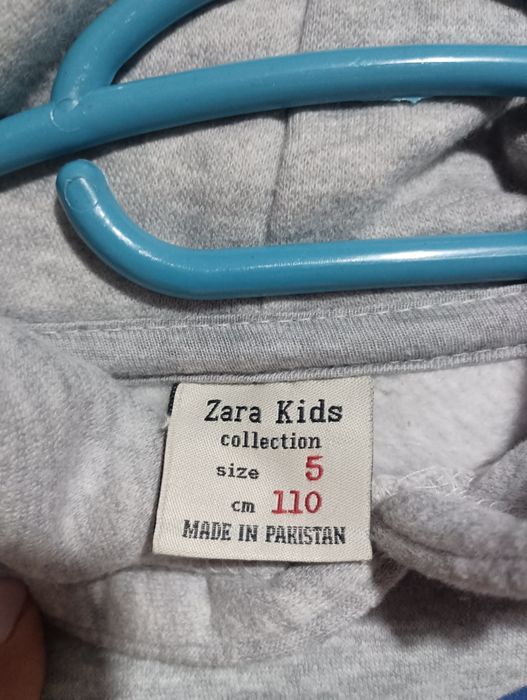 Zara Kids
collection
size 5
cm 110
MADE IN PAKISTAN